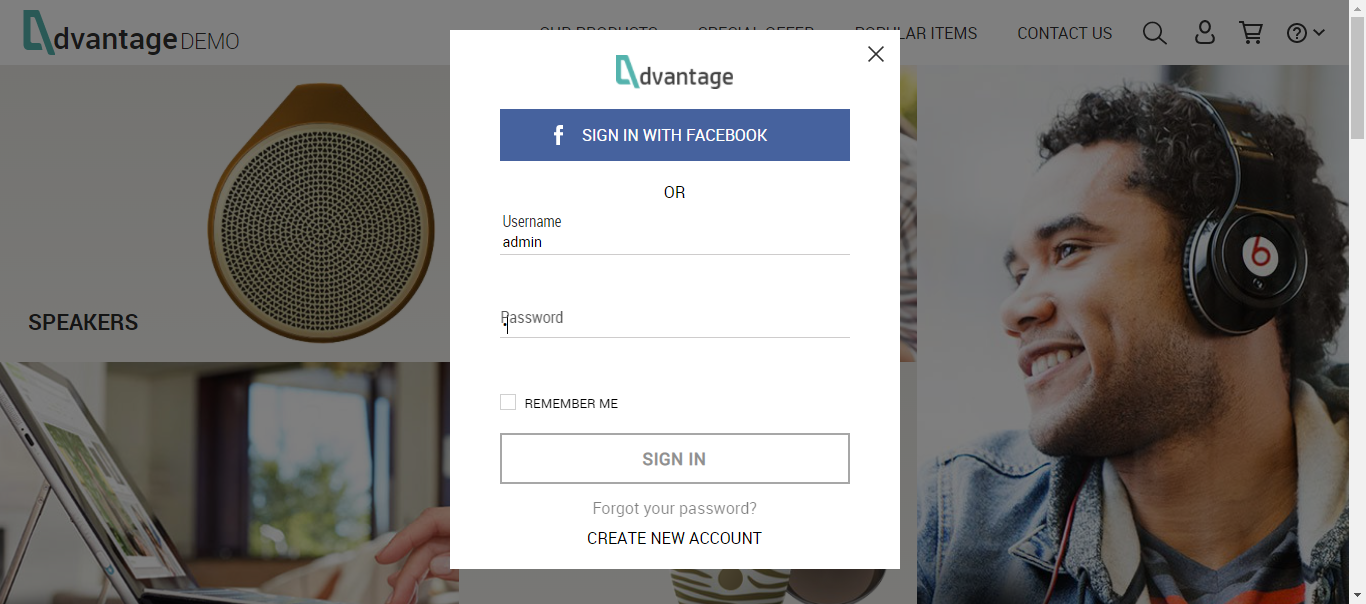 dvantage DEMO
OUR PRODUCTS SPECIAL OFFER POPULAR ITEMS CONTACT US
dvantage
f SIGN IN WITH FACEBOOK
OR
Username
admin
Password
SPEAKERS
REMEMBER ME
SIGN IN
Forgot your password?
CREATE NEW ACCOUNT